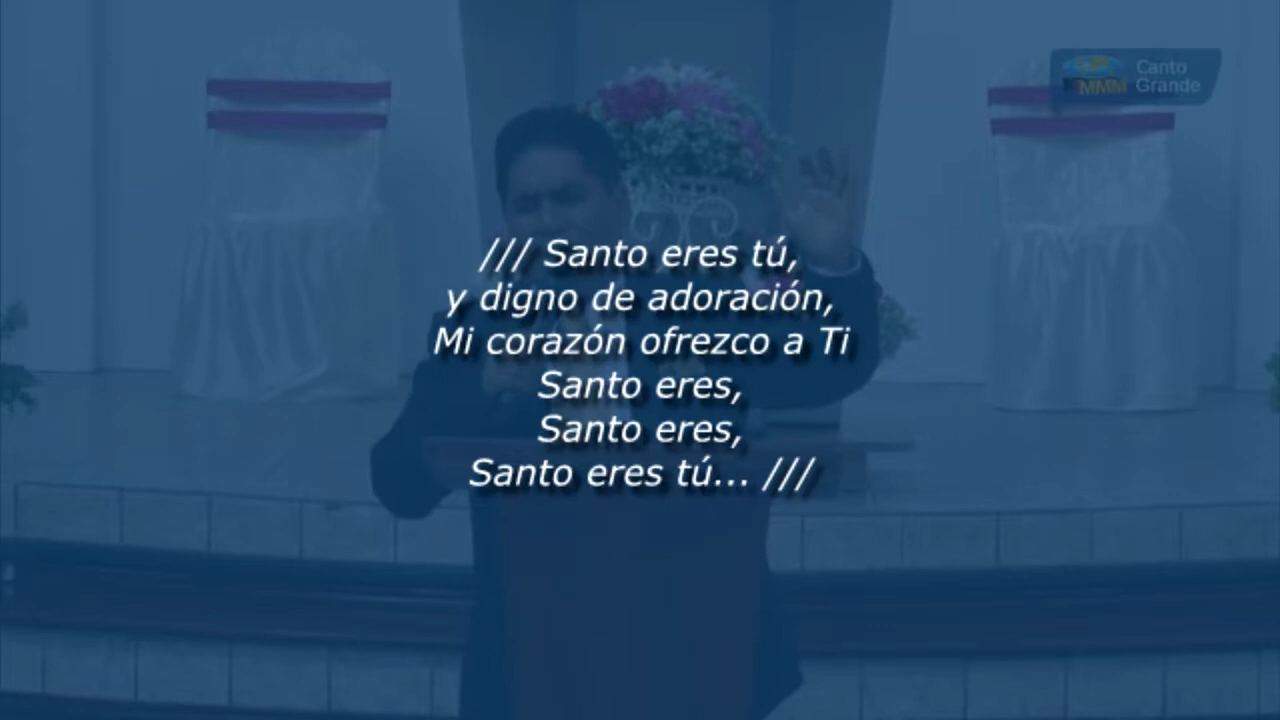 Canto
Grande
MMM
/// Santo eres tú,
y digno de adoración,
Mi corazón ofrezco a Ti
Santo eres,
Santo eres,
Santo eres tú... ///